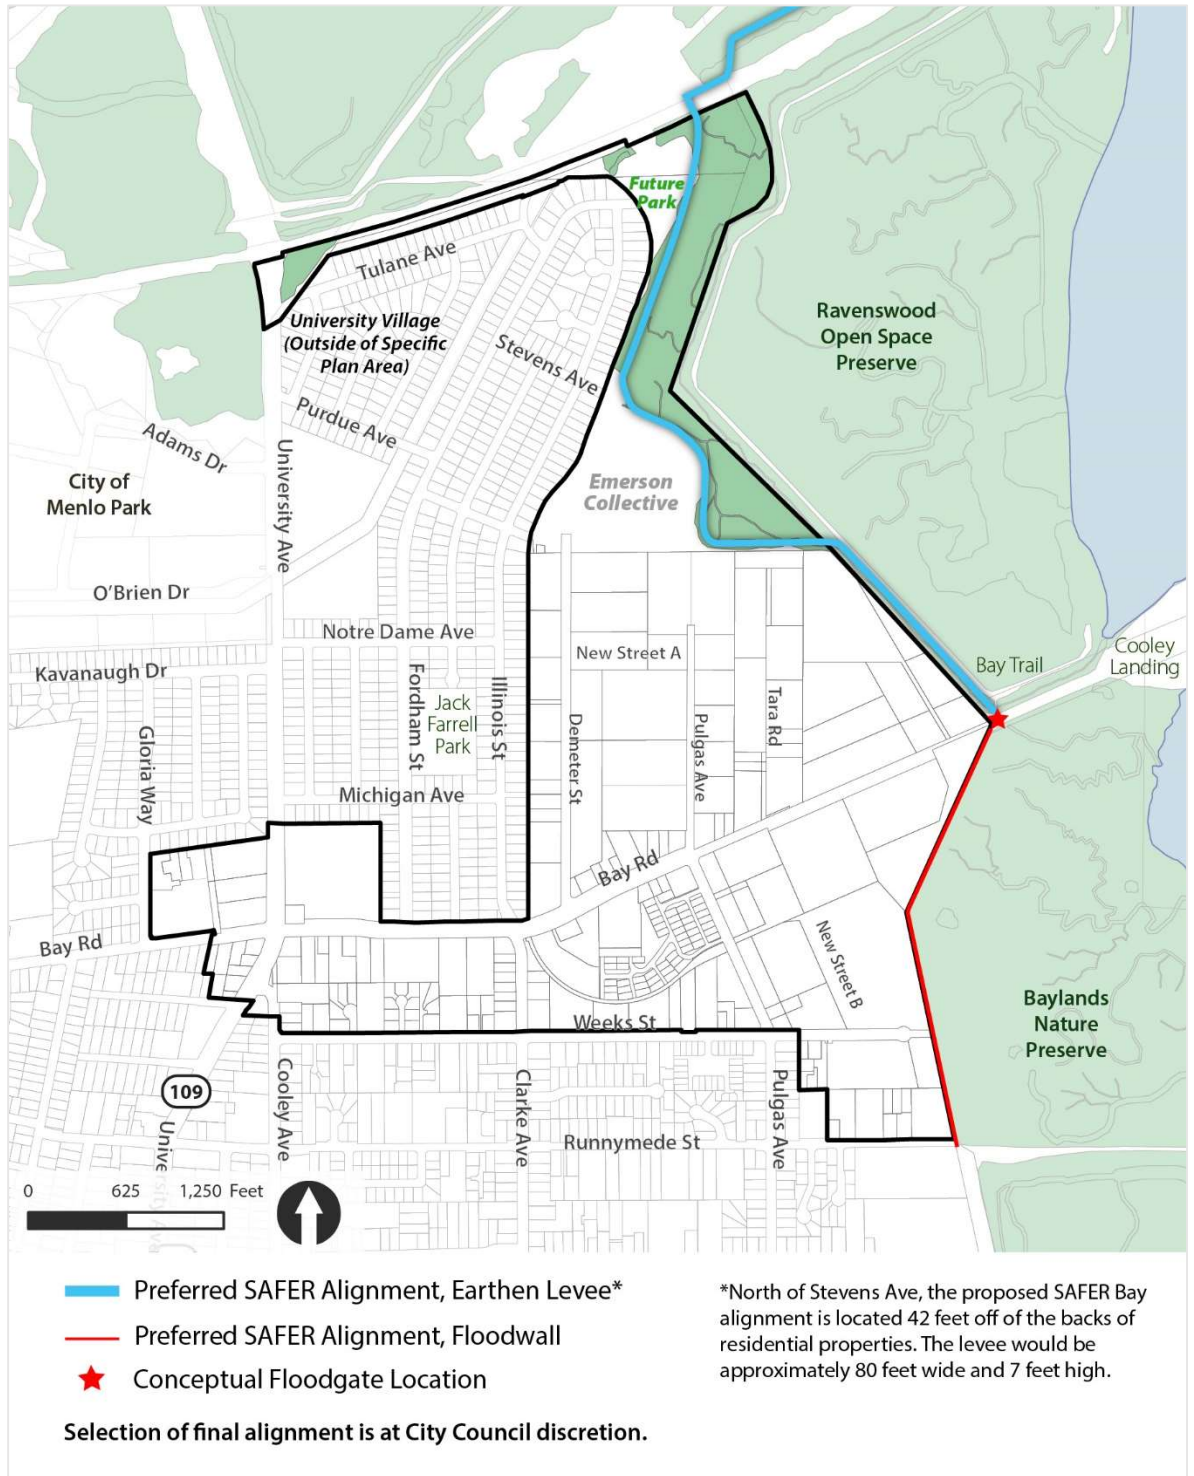 Future
Park
Tulane Ave
University Village
(Outside of Specific
Plan Area)
Stevens Ave
Ravenswood
Open Space
Preserve
Purdue Ave
Adams Dr
University Ave
City of
Menlo Park
Emerson
Collective
O'Brien Dr
Notre Dame Ave
New Street A
Cooley
Landing
Bay Trail
Kavanaugh Dr
Fordham St
Jack
Farrell
Park
Illinois St
Demeter St
Pulgas Ave
Tara Rd
Gloria Way
Michigan Ave
Bay Rd
Bay Rd
New Street B
Weeks St
Baylands
Nature
Preserve
109
Cooley Ave
Clarke Ave
Pulgas Ave
University Ave
Runnymede St
0 625 1,250 Feet
Preferred SAFER Alignment, Earthen Levee*
Preferred SAFER Alignment, Floodwall
Conceptual Floodgate Location
*North of Stevens Ave, the proposed SAFER Bay
alignment is located 42 feet off of the backs of
residential properties. The levee would be
approximately 80 feet wide and 7 feet high.
Selection of final alignment is at City Council discretion.